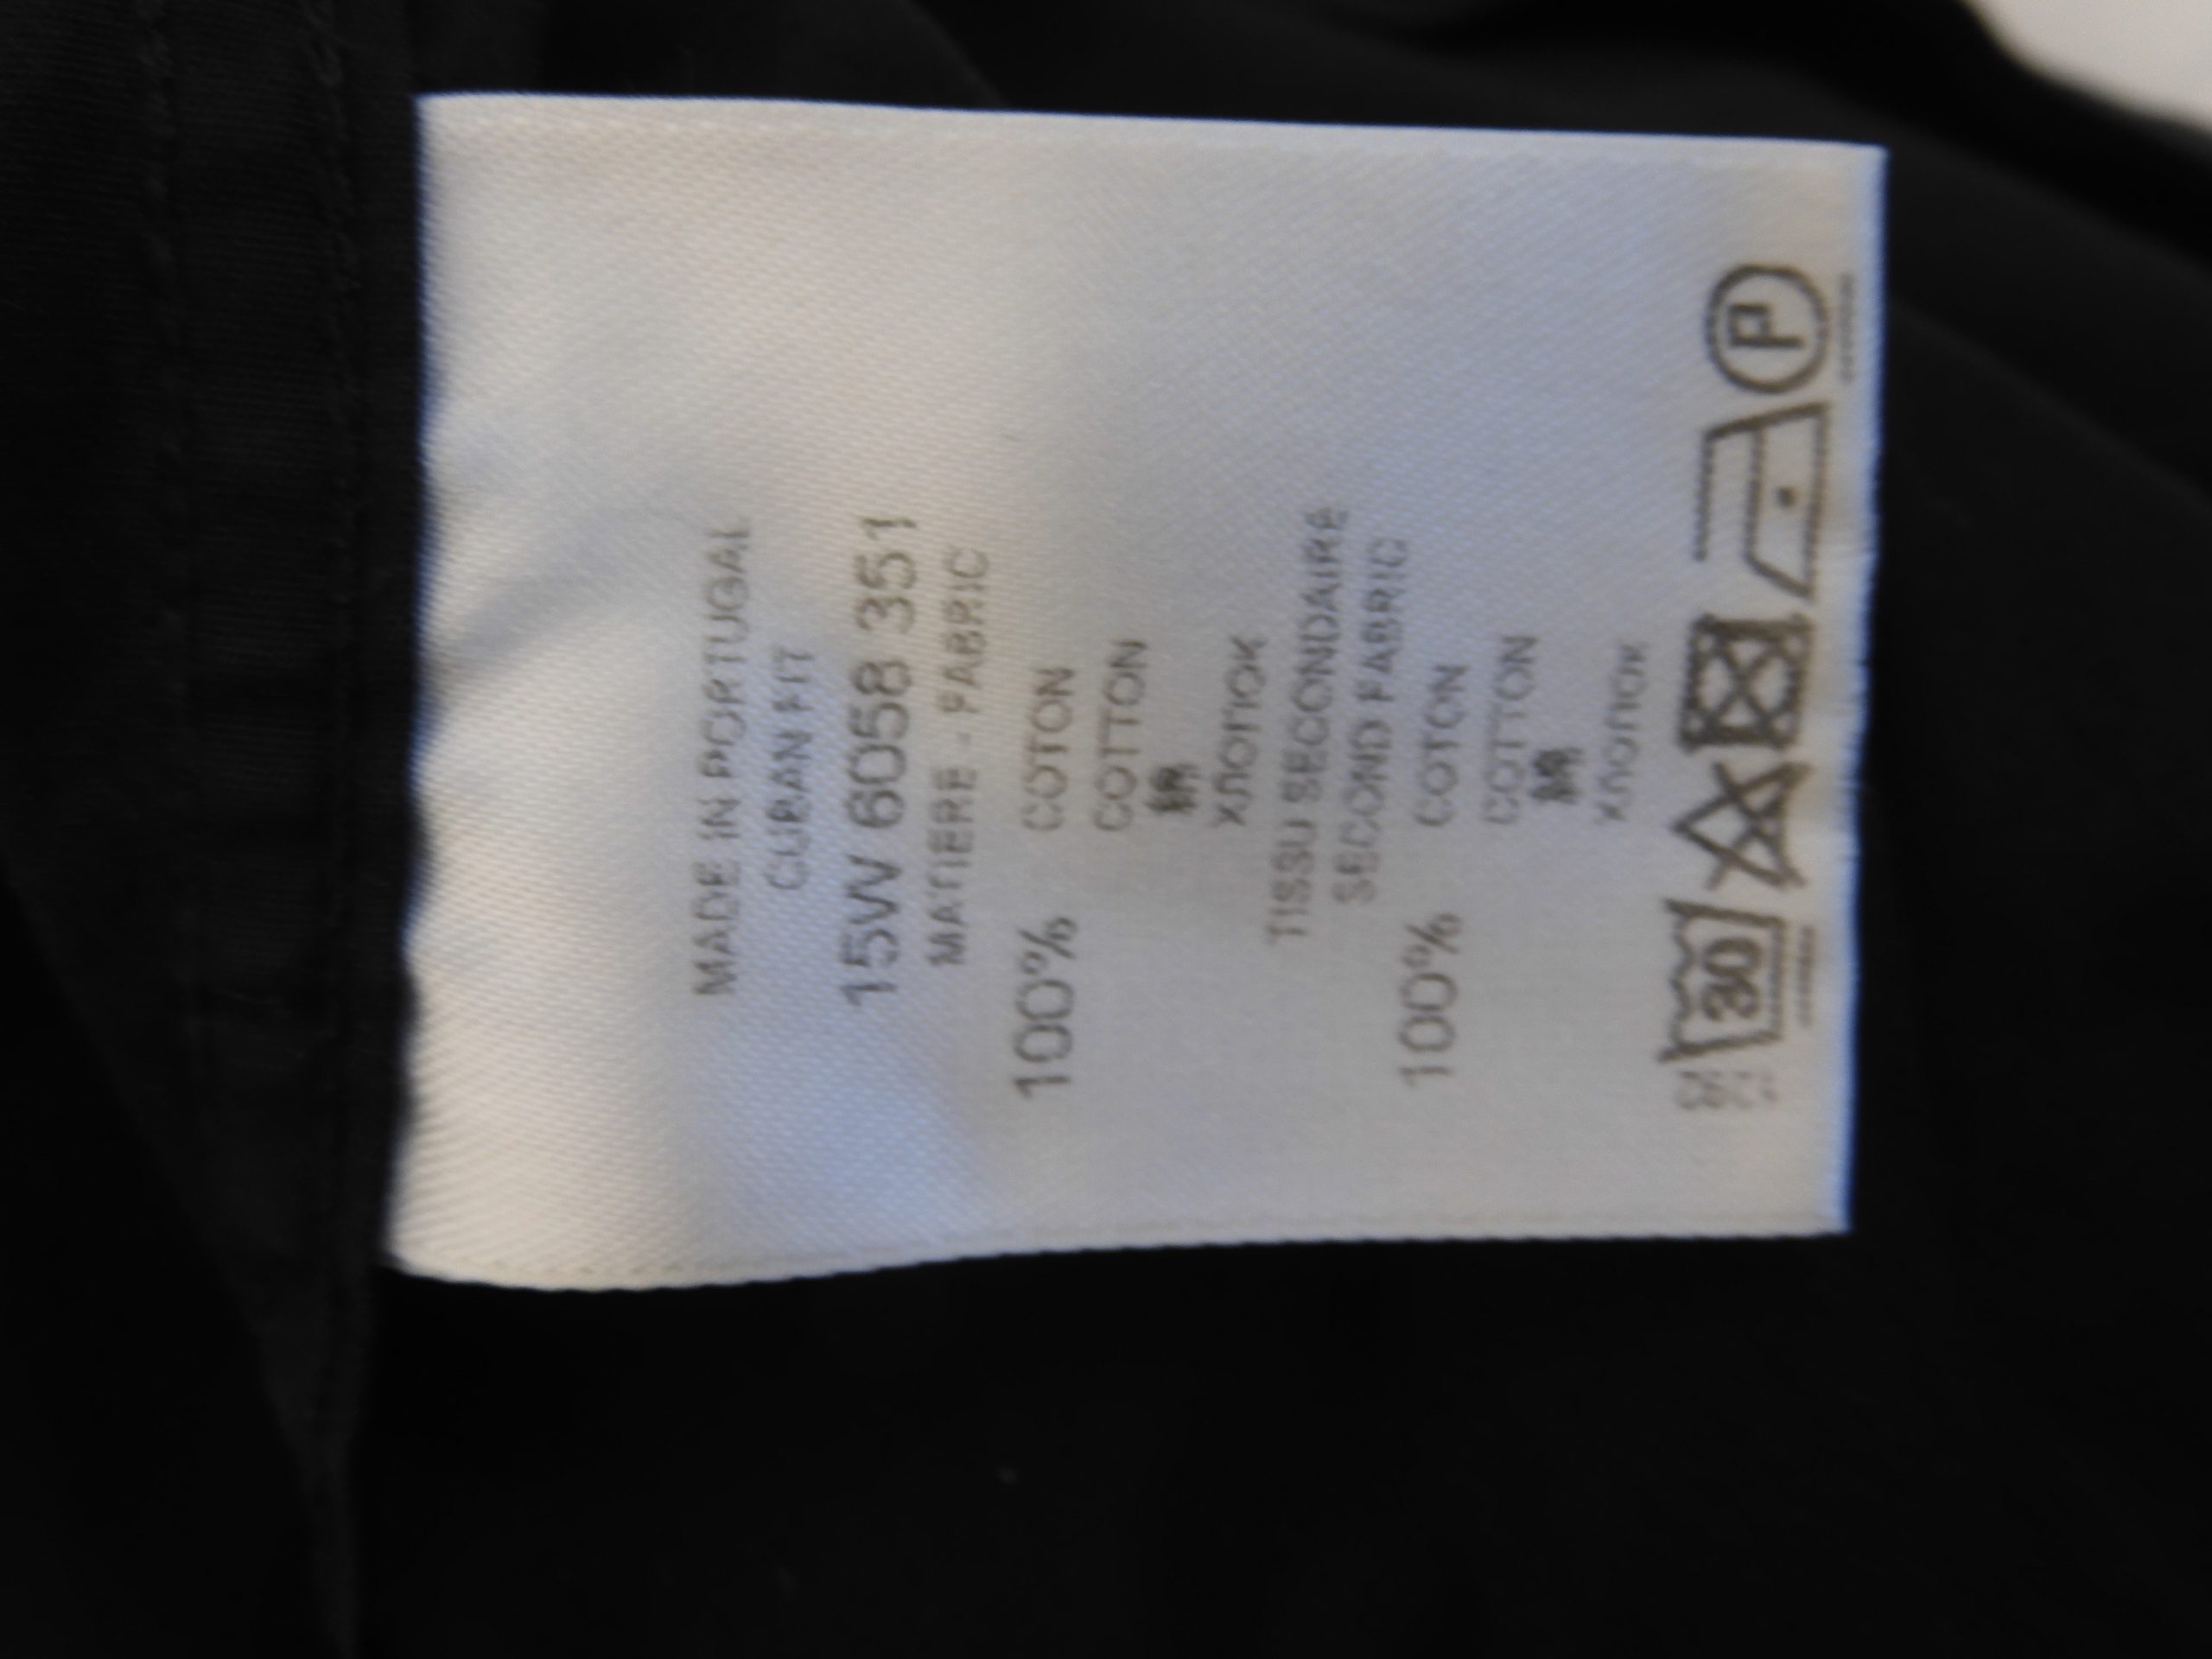 MADE IN PORTUGAL
CUBAN FIT
15W 6058 351
MATIERE - FABRIC
100% COTON
COTTON
棉
хлопок
TISSU SECONDAIRE
SECOND FABRIC
100% COTON
COTTON
棉
хлопок
30 P